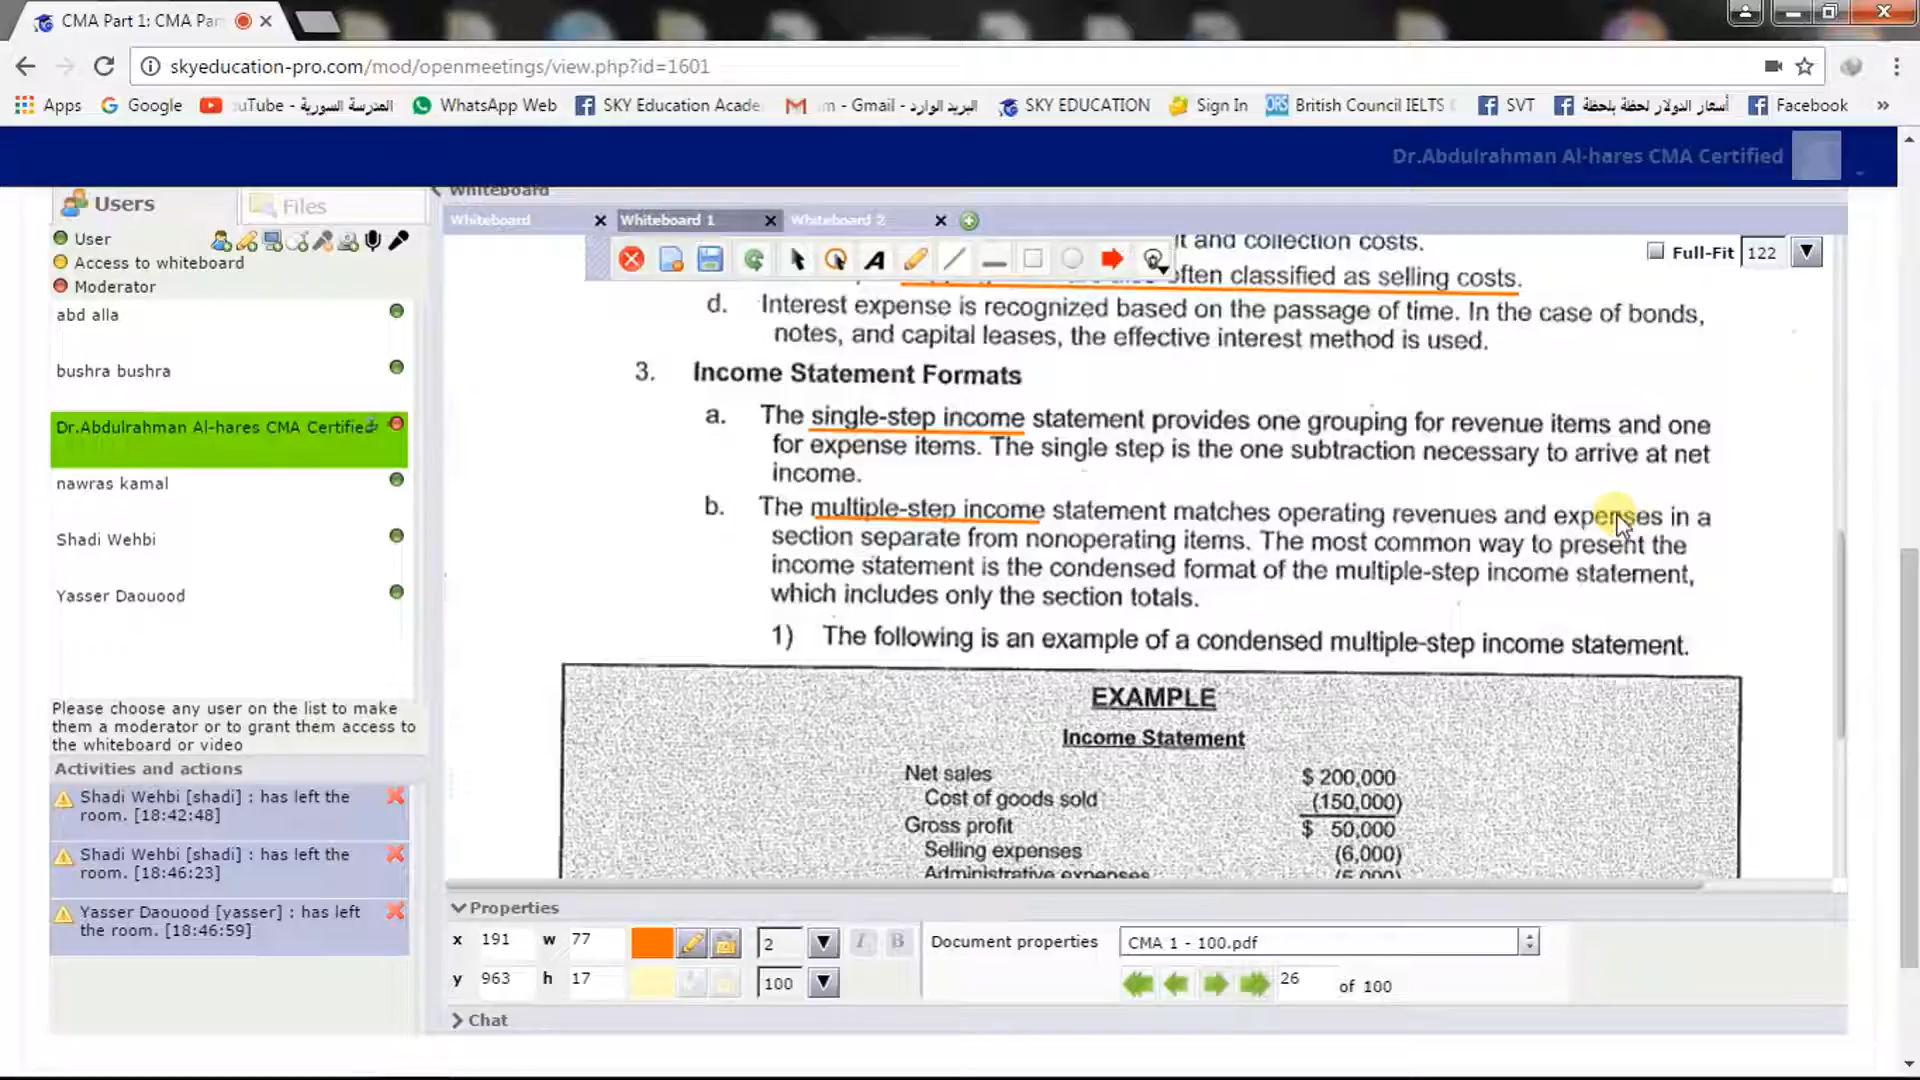 CMA Part 1: CMA Par
skyeducation-pro.com/mod/openmeetings/view.php?id=1601
Apps
Google
uTube - المدرسة السورية
WhatsApp Web
SKY Education Acade
m - Gmail - البريد الوارد
SKY EDUCATION
Sign In
British Council IELTS
SVT
أسعار الدولار لحظة بلحظة
Facebook
»
Dr.Abdulrahman Al-hares CMA Certified
Users
Files
User
Access to whiteboard
Moderator
abd alla
bushra bushra
Dr.Abdulrahman Al-hares CMA Certified
nawras kamal
Shadi Wehbi
Yasser Daouood
Please choose any user on the list to make
them a moderator or to grant them access to
the whiteboard or video
Activities and actions
Shadi Wehbi [shadi] : has left the
room. [18:42:48]
Shadi Wehbi [shadi] : has left the
room. [18:46:23]
Yasser Daouood [yasser] : has left
the room. [18:46:59]
Whiteboard
Whiteboard
Whiteboard 1
Whiteboard 2
Full-Fit 122
t and collection costs.
often classified as selling costs.
d. Interest expense is recognized based on the passage of time. In the case of bonds,
notes, and capital leases, the effective interest method is used.
3. Income Statement Formats
a. The single-step income statement provides one grouping for revenue items and one
for expense items. The single step is the one subtraction necessary to arrive at net
income.
b. The multiple-step income statement matches operating revenues and expenses in a
section separate from nonoperating items. The most common way to present the
income statement is the condensed format of the multiple-step income statement,
which includes only the section totals.
1) The following is an example of a condensed multiple-step income statement.
EXAMPLE
Income Statement
Net sales $ 200,000
Cost of goods sold (150,000)
Gross profit $ 50,000
Selling expenses (6,000)
Administrative expenses (5,000)
Properties
x 191 w 77
2
I B
Document properties
CMA 1 - 100.pdf
y 963 h 17
100
26 of 100
Chat